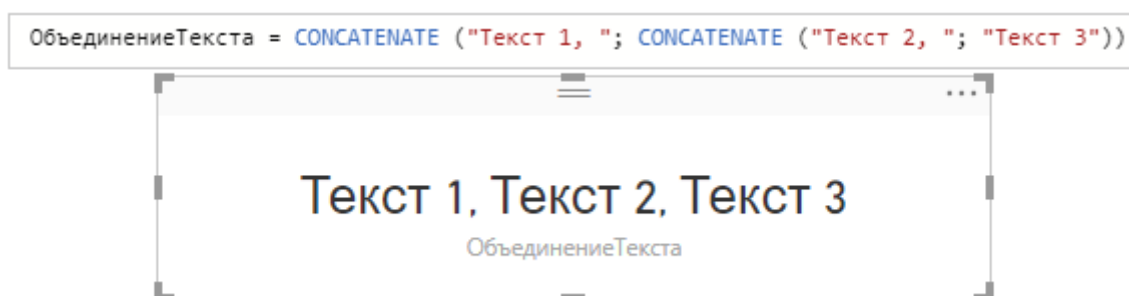 ОбъединениеТекста = CONCATENATE ("Текст 1, "; CONCATENATE ("Текст 2, "; "Текст 3"))
Текст 1, Текст 2, Текст 3
ОбъединениеТекста